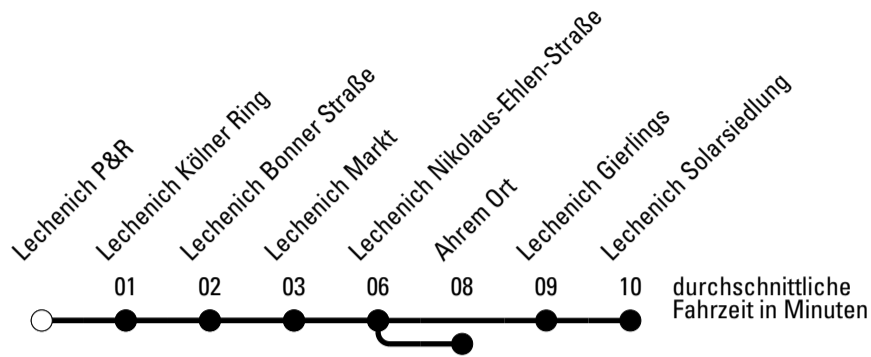 Lechenich P&R
Lechenich Kölner Ring
Lechenich Bonner Straße
Lechenich Markt
Lechenich Nikolaus-Ehlen-Straße
Ahrem Ort
Lechenich Gierlings
Lechenich Solarsiedlung
01 02 03 06 08 09 10 durchschnittliche
Fahrzeit in Minuten